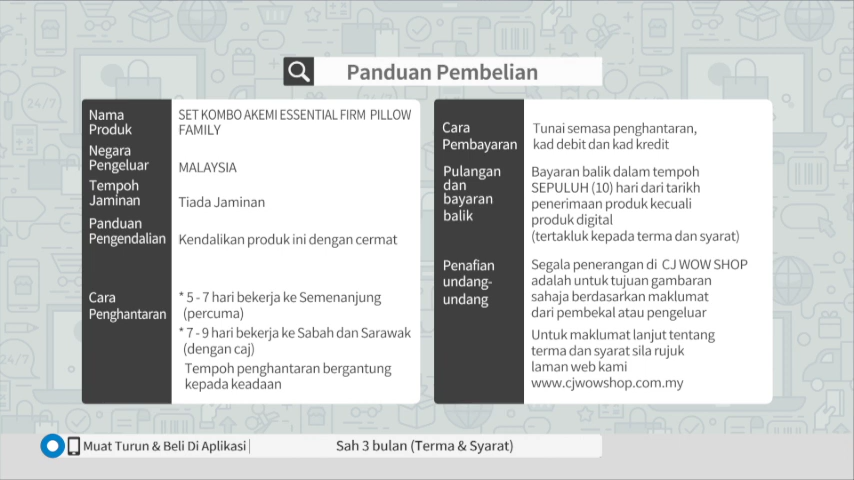 Panduan Pembelian
Nama
Produk
SET KOMBO AKEMI ESSENTIAL FIRM PILLOW
FAMILY
Negara
Pengeluar
MALAYSIA
Tempoh
Jaminan
Tiada Jaminan
Panduan
Pengendalian
Kendalikan produk ini dengan cermat
Cara
Penghantaran
* 5 - 7 hari bekerja ke Semenanjung
(percuma)
* 7 - 9 hari bekerja ke Sabah dan Sarawak
(dengan caj)
Tempoh penghantaran bergantung
kepada keadaan
Cara
Pembayaran
Tunai semasa penghantaran,
kad debit dan kad kredit
Pulangan
dan
bayaran
balik
Bayaran balik dalam tempoh
SEPULUH (10) hari dari tarikh
penerimaan produk kecuali
produk digital
(tertakluk kepada terma dan syarat)
Penafian
undang-
undang
Segala penerangan di CJ WOW SHOP
adalah untuk tujuan gambaran
sahaja berdasarkan maklumat
dari pembekal atau pengeluar
Untuk maklumat lanjut tentang
terma dan syarat sila rujuk
laman web kami
www.cjwowshop.com.my
Muat Turun & Beli Di Aplikasi
Sah 3 bulan (Terma & Syarat)
24/7
24/7